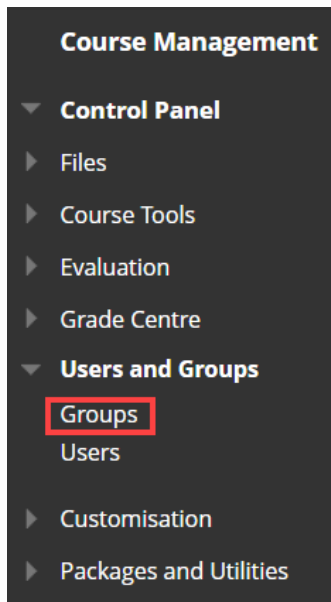 Course Management
Control Panel
Files
Course Tools
Evaluation
Grade Centre
Users and Groups
Groups
Users
Customisation
Packages and Utilities